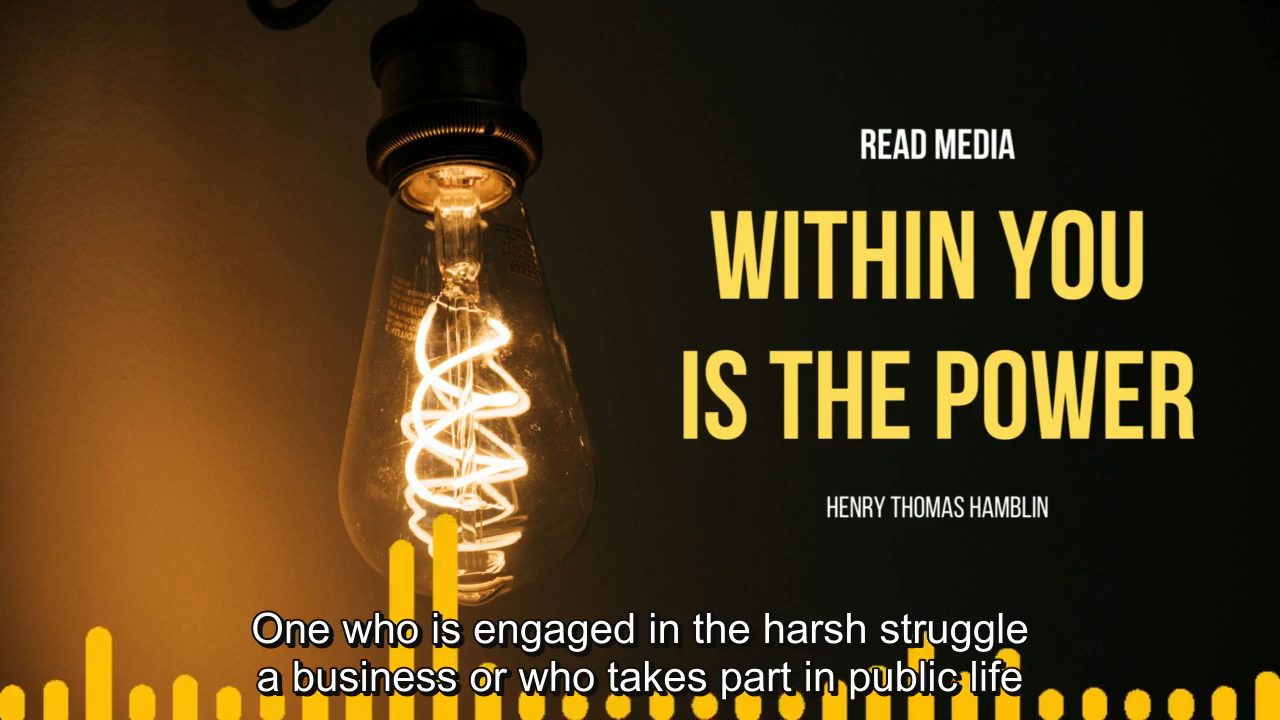 READ MEDIA
WITHIN YOU
IS THE POWER
HENRY THOMAS HAMBLIN
One who is engaged in the harsh struggle
a business or who takes part in public life